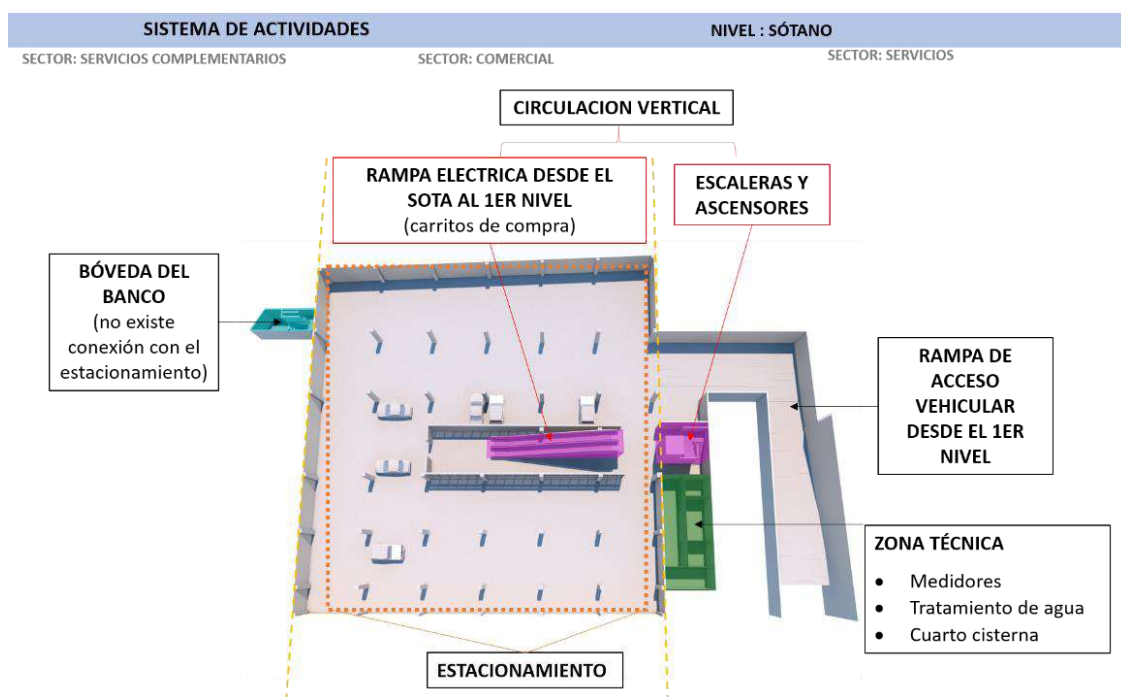 SISTEMA DE ACTIVIDADES
NIVEL : SÓTANO
SECTOR: SERVICIOS COMPLEMENTARIOS
SECTOR: COMERCIAL
SECTOR: SERVICIOS
CIRCULACION VERTICAL
RAMPA ELECTRICA DESDE EL
SOTA AL 1ER NIVEL
(carritos de compra)
ESCALERAS Y
ASCENSORES
BÓVEDA DEL
BANCO
(no existe
conexión con el
estacionamiento)
RAMPA DE
ACCESO
VEHICULAR
DESDE EL 1ER
NIVEL
ZONA TÉCNICA
• Medidores
• Tratamiento de agua
• Cuarto cisterna
ESTACIONAMIENTO